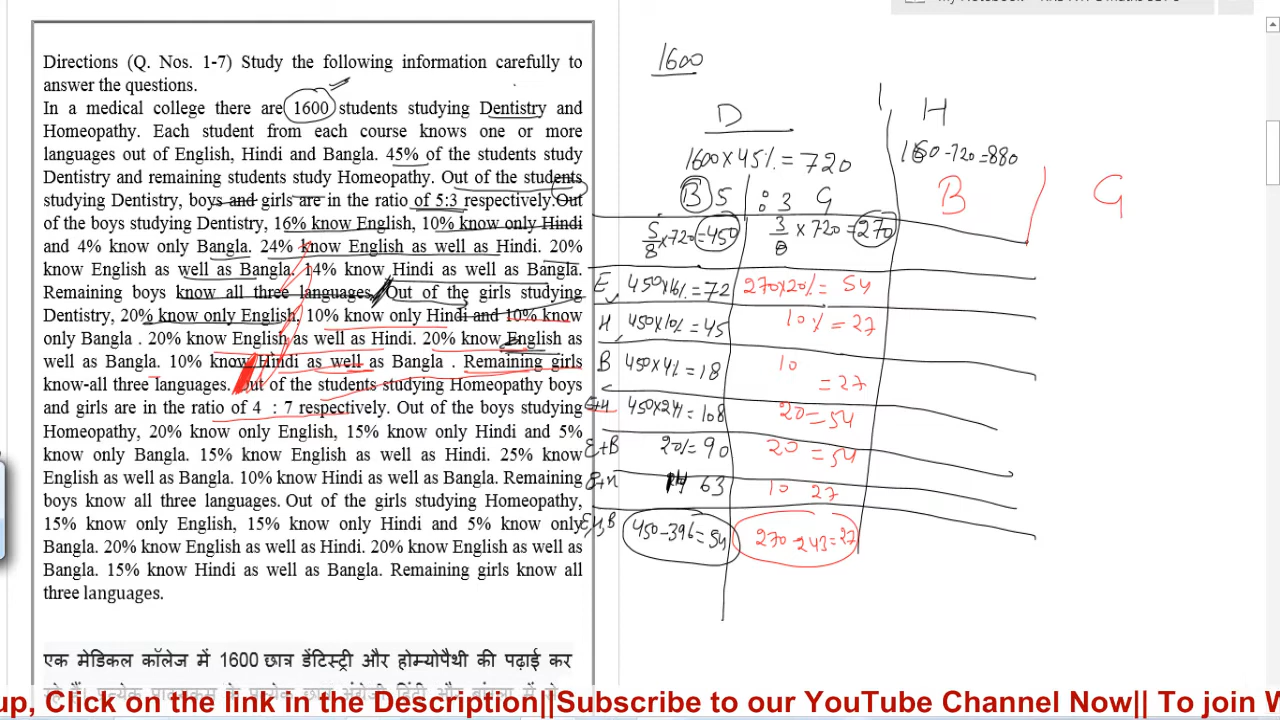 Directions (Q. Nos. 1-7) Study the following information carefully to
answer the questions.
In a medical college there are 1600 students studying Dentistry and
Homeopathy. Each student from each course knows one or more
languages out of English, Hindi and Bangla. 45% of the students study
Dentistry and remaining students study Homeopathy. Out of the students
studying Dentistry, boys and girls are in the ratio of 5:3 respectively.Out
of the boys studying Dentistry, 16% know English, 10% know only Hindi
and 4% know only Bangla. 24% know English as well as Hindi. 20%
know English as well as Bangla. 14% know Hindi as well as Bangla.
Remaining boys know all three languages. Out of the girls studying
Dentistry, 20% know only English, 10% know only Hindi and 10% know
only Bangla . 20% know English as well as Hindi. 20% know English as
well as Bangla. 10% know Hindi as well as Bangla . Remaining girls
know-all three languages. Out of the students studying Homeopathy boys
and girls are in the ratio of 4 : 7 respectively. Out of the boys studying
Homeopathy, 20% know only English, 15% know only Hindi and 5%
know only Bangla. 15% know English as well as Hindi. 25% know
English as well as Bangla. 10% know Hindi as well as Bangla. Remaining
boys know all three languages. Out of the girls studying Homeopathy,
15% know only English, 15% know only Hindi and 5% know only
Bangla. 20% know English as well as Hindi. 20% know English as well as
Bangla. 15% know Hindi as well as Bangla. Remaining girls know all
three languages.
एक मेडिकल कॉलेज में 1600 छात्र डेंटिस्ट्री और होम्योपैथी की पढ़ाई कर
1600
D H
1600 × 45% = 720
-720 = 880
B 5 : 3 G B G
5/8 × 720 = 450 3/8 × 720 = 270
E 450×16% = 72 270×20% = 54
H 450×10% = 45 10% = 27
B 450×4% = 18 10 = 27
E+H 450×24% = 108 20 = 54
E+B 20% = 90 20 = 54
14 63 10 27
450-396=54 270-243=27
up, Click on the link in the Description||Subscribe to our YouTube Channel Now|| To join W